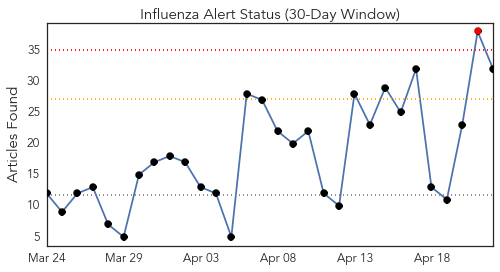 Influenza Alert Status (30-Day Window)
Articles Found
35
30
25
20
15
10
5
Mar 24 Mar 29 Apr 03 Apr 08 Apr 13 Apr 18